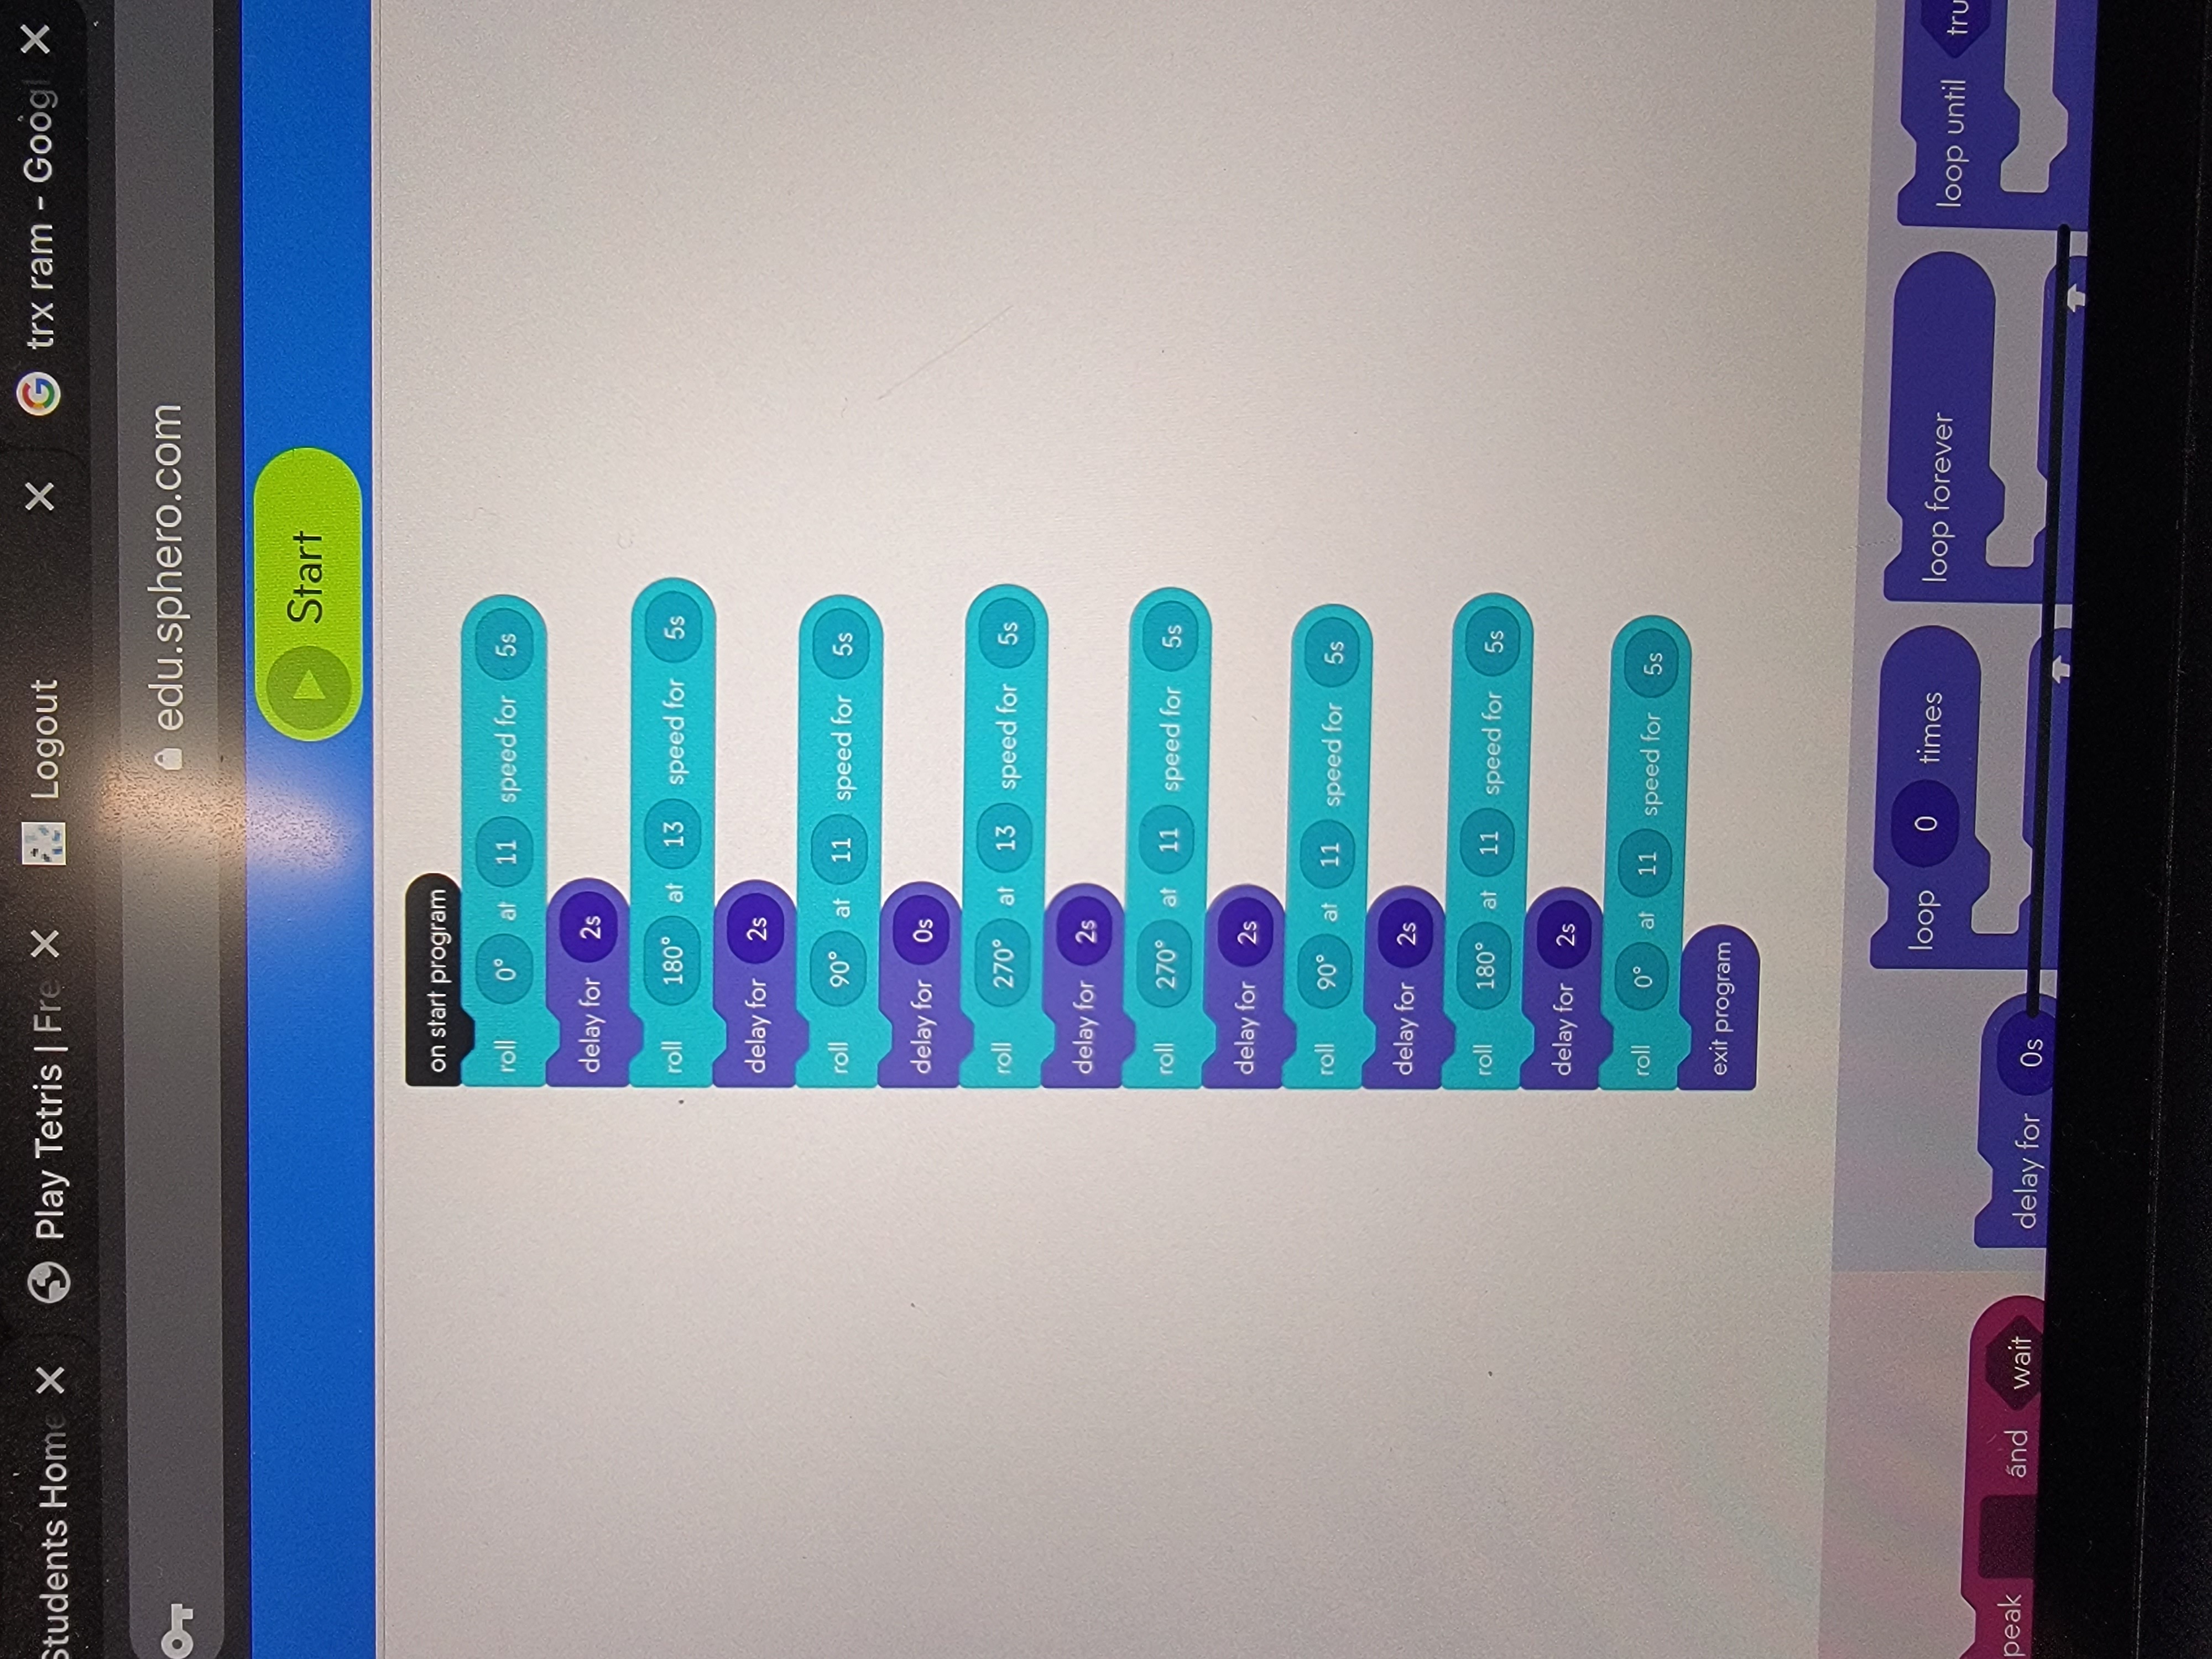 Students Home
Play Tetris | Fre
Logout
trx ram - Googl
edu.sphero.com
Start
on start program
roll 0° at 11 speed for 5s
delay for 2s
roll 180° at 13 speed for 5s
delay for 2s
roll 90° at 11 speed for 5s
delay for 0s
roll 270° at 13 speed for 5s
delay for 2s
roll 270° at 11 speed for 5s
delay for 2s
roll 90° at 11 speed for 5s
delay for 2s
roll 180° at 11 speed for 5s
delay for 2s
roll 0° at 11 speed for 5s
exit program
loop 0 times
loop forever
loop until tru
peak and wait
delay for 0s